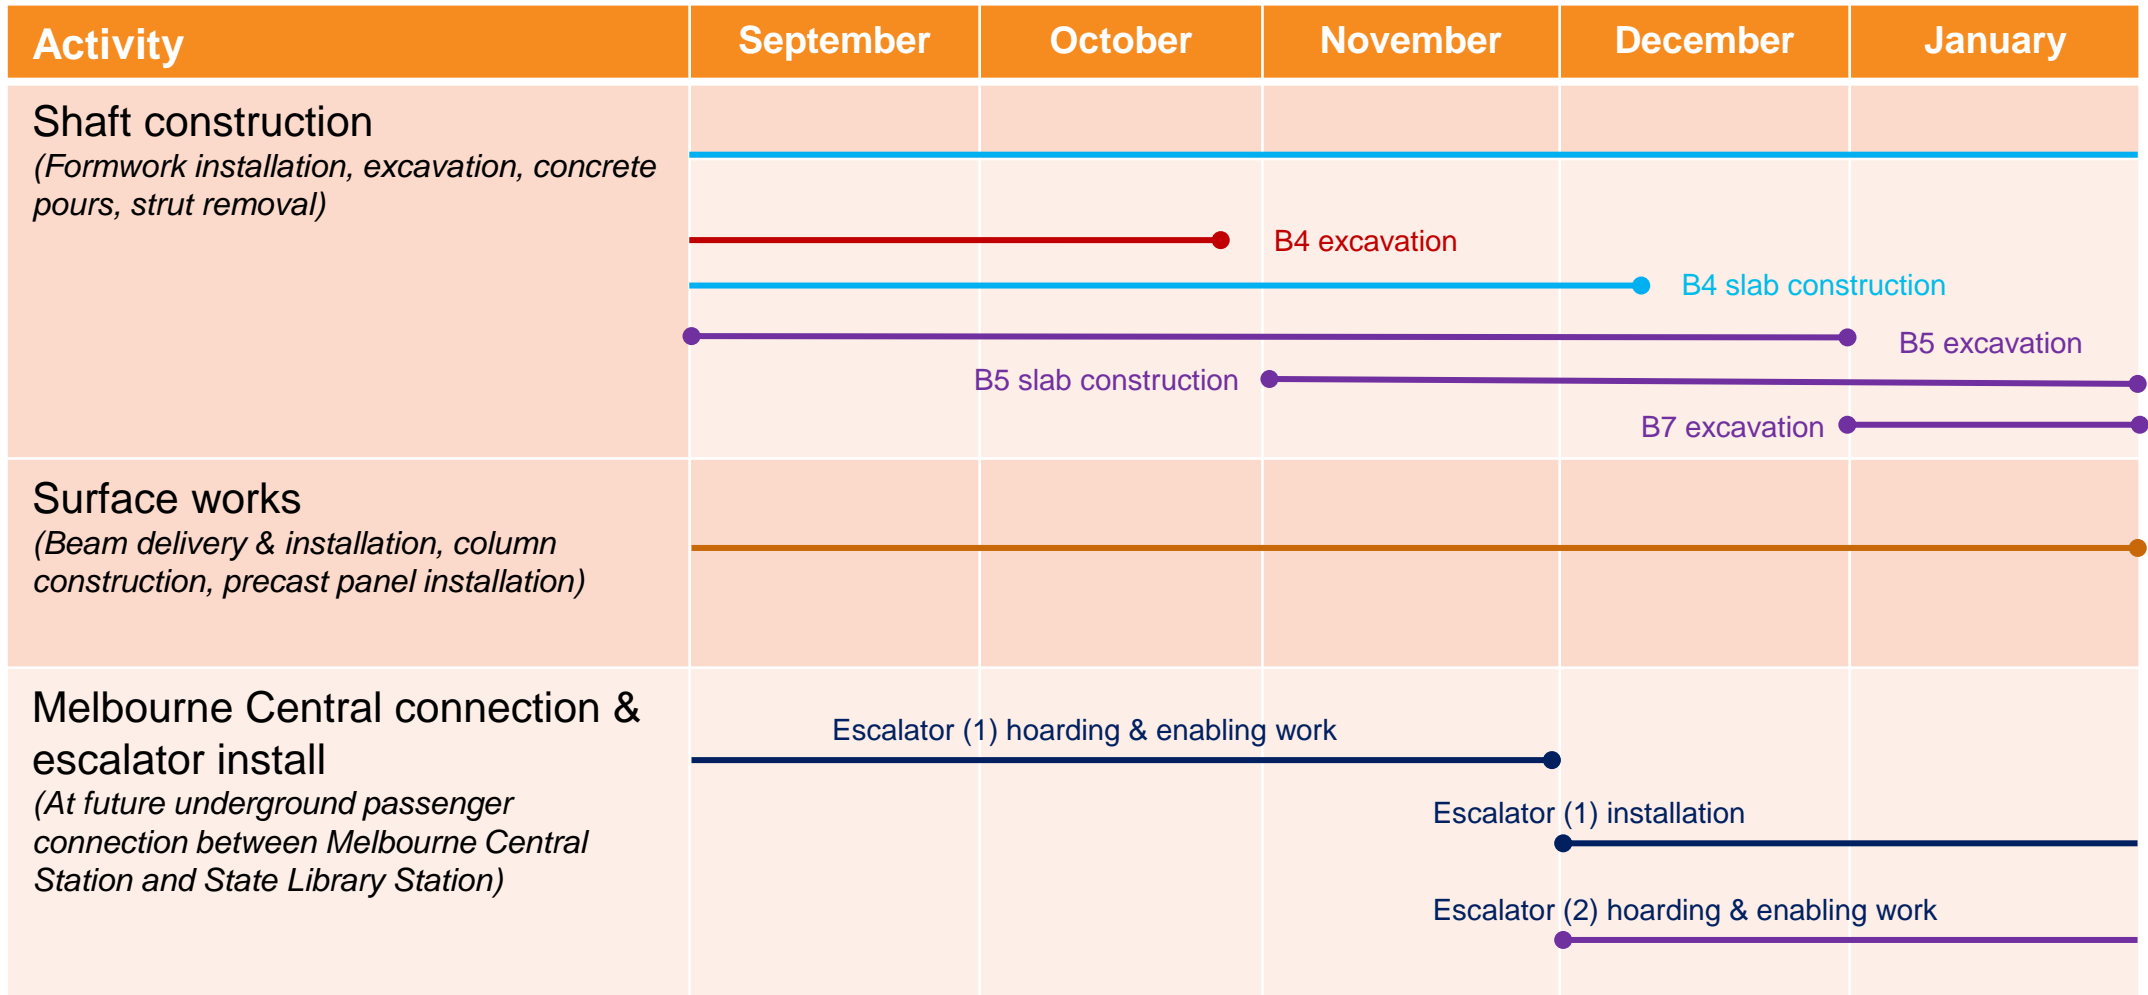 Activity
September
October
November
December
January
Shaft construction
(Formwork installation, excavation, concrete
pours, strut removal)
B4 excavation
B4 slab construction
B5 excavation
B5 slab construction
B7 excavation
Surface works
(Beam delivery & installation, column
construction, precast panel installation)
Melbourne Central connection &
escalator install
(At future underground passenger
connection between Melbourne Central
Station and State Library Station)
Escalator (1) hoarding & enabling work
Escalator (1) installation
Escalator (2) hoarding & enabling work